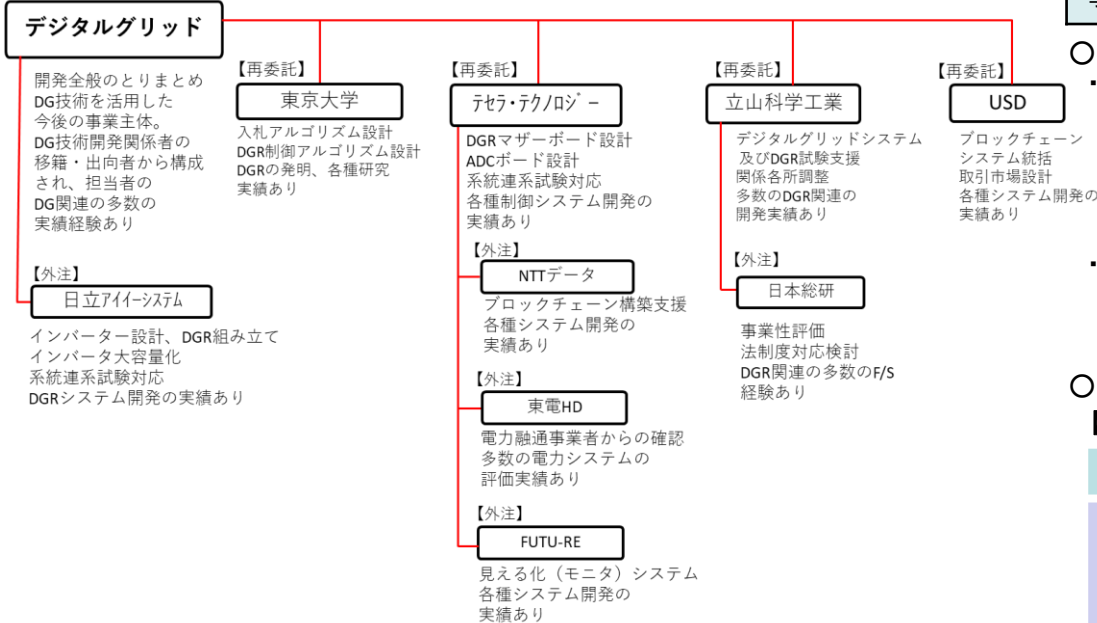 デジタルグリッド
開発全般のとりまとめ
DG技術を活用した
今後の事業主体。
DG技術開発関係者の
移籍・出向者から構成
され、担当者の
DG関連の多数の
実績経験あり
【外注】
日立アイイーシステム
インバーター設計、DGR組み立て
インバータ大容量化
系統連系試験対応
DGRシステム開発の実績あり
【再委託】
東京大学
入札アルゴリズム設計
DGR制御アルゴリズム設計
DGRの発明、各種研究
実績あり
【再委託】
テセラ・テクノロジー
DGRマザーボード設計
ADCボード設計
系統連系試験対応
各種制御システム開発の
実績あり
【外注】
NTTデータ
ブロックチェーン構築支援
各種システム開発の
実績あり
【外注】
東電HD
電力融通事業者からの確認
多数の電力システムの
評価実績あり
【外注】
FUTU-RE
見える化（モニタ）システム
各種システム開発の
実績あり
【再委託】
立山科学工業
デジタルグリッドシステム
及びDGR試験支援
関係各所調整
多数のDGR関連の
開発実績あり
【外注】
日本総研
事業性評価
法制度対応検討
DGR関連の多数のF/S
経験あり
【再委託】
USD
ブロックチェーン
システム統括
取引市場設計
各種システム開発の
実績あり